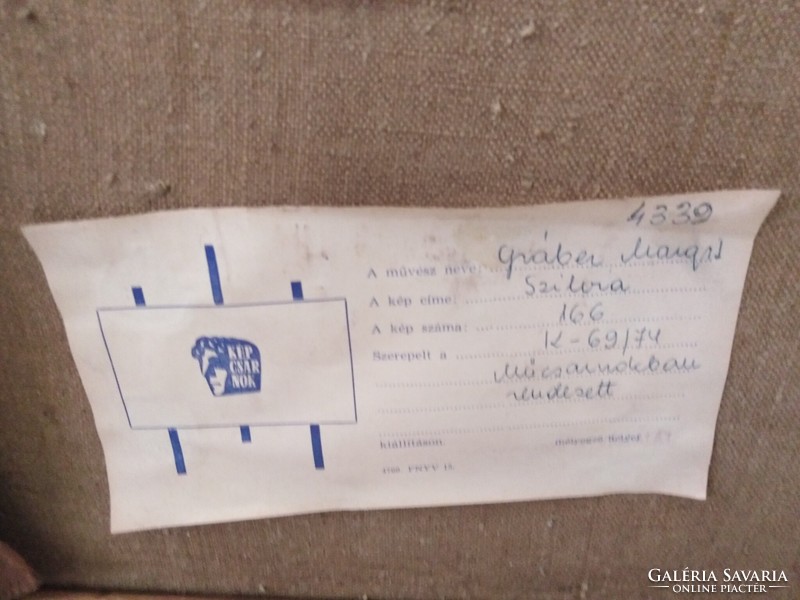 4339
A művész neve: Gráber Margit
A kép címe: Szilvia
A kép száma: 166
Szerepelt a K-69/74
Műcsarnokban
rendezett
kiállításon.
KÉP
CSAR
NOK
GALÉRIA SAVARIA
ONLINE PIACTÉR